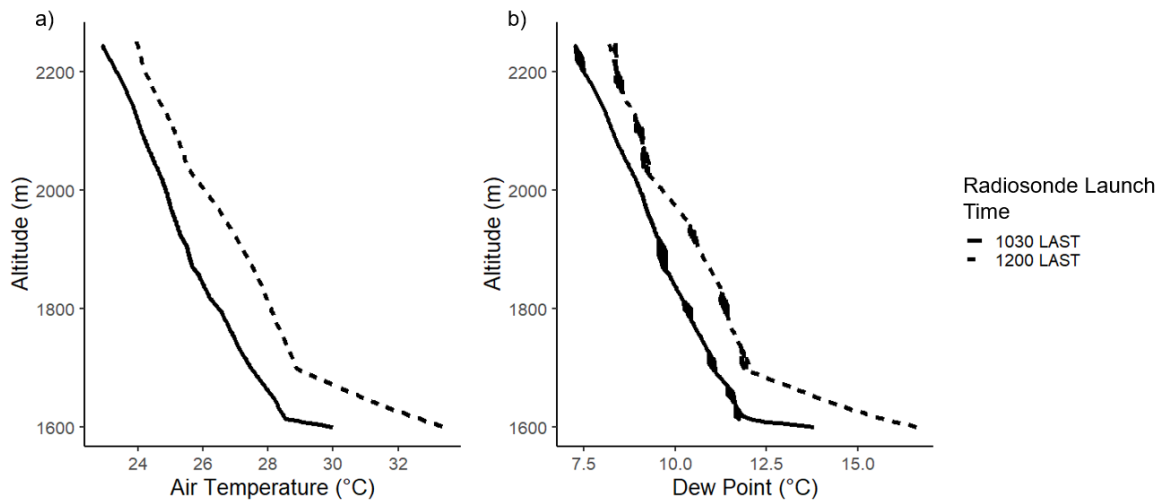 a)
2200
2000
1800
1600
Altitude (m)
24 26 28 30 32
Air Temperature (°C)
b)
2200
2000
1800
1600
Altitude (m)
7.5 10.0 12.5 15.0
Dew Point (°C)
Radiosonde Launch
Time
1030 LAST
1200 LAST